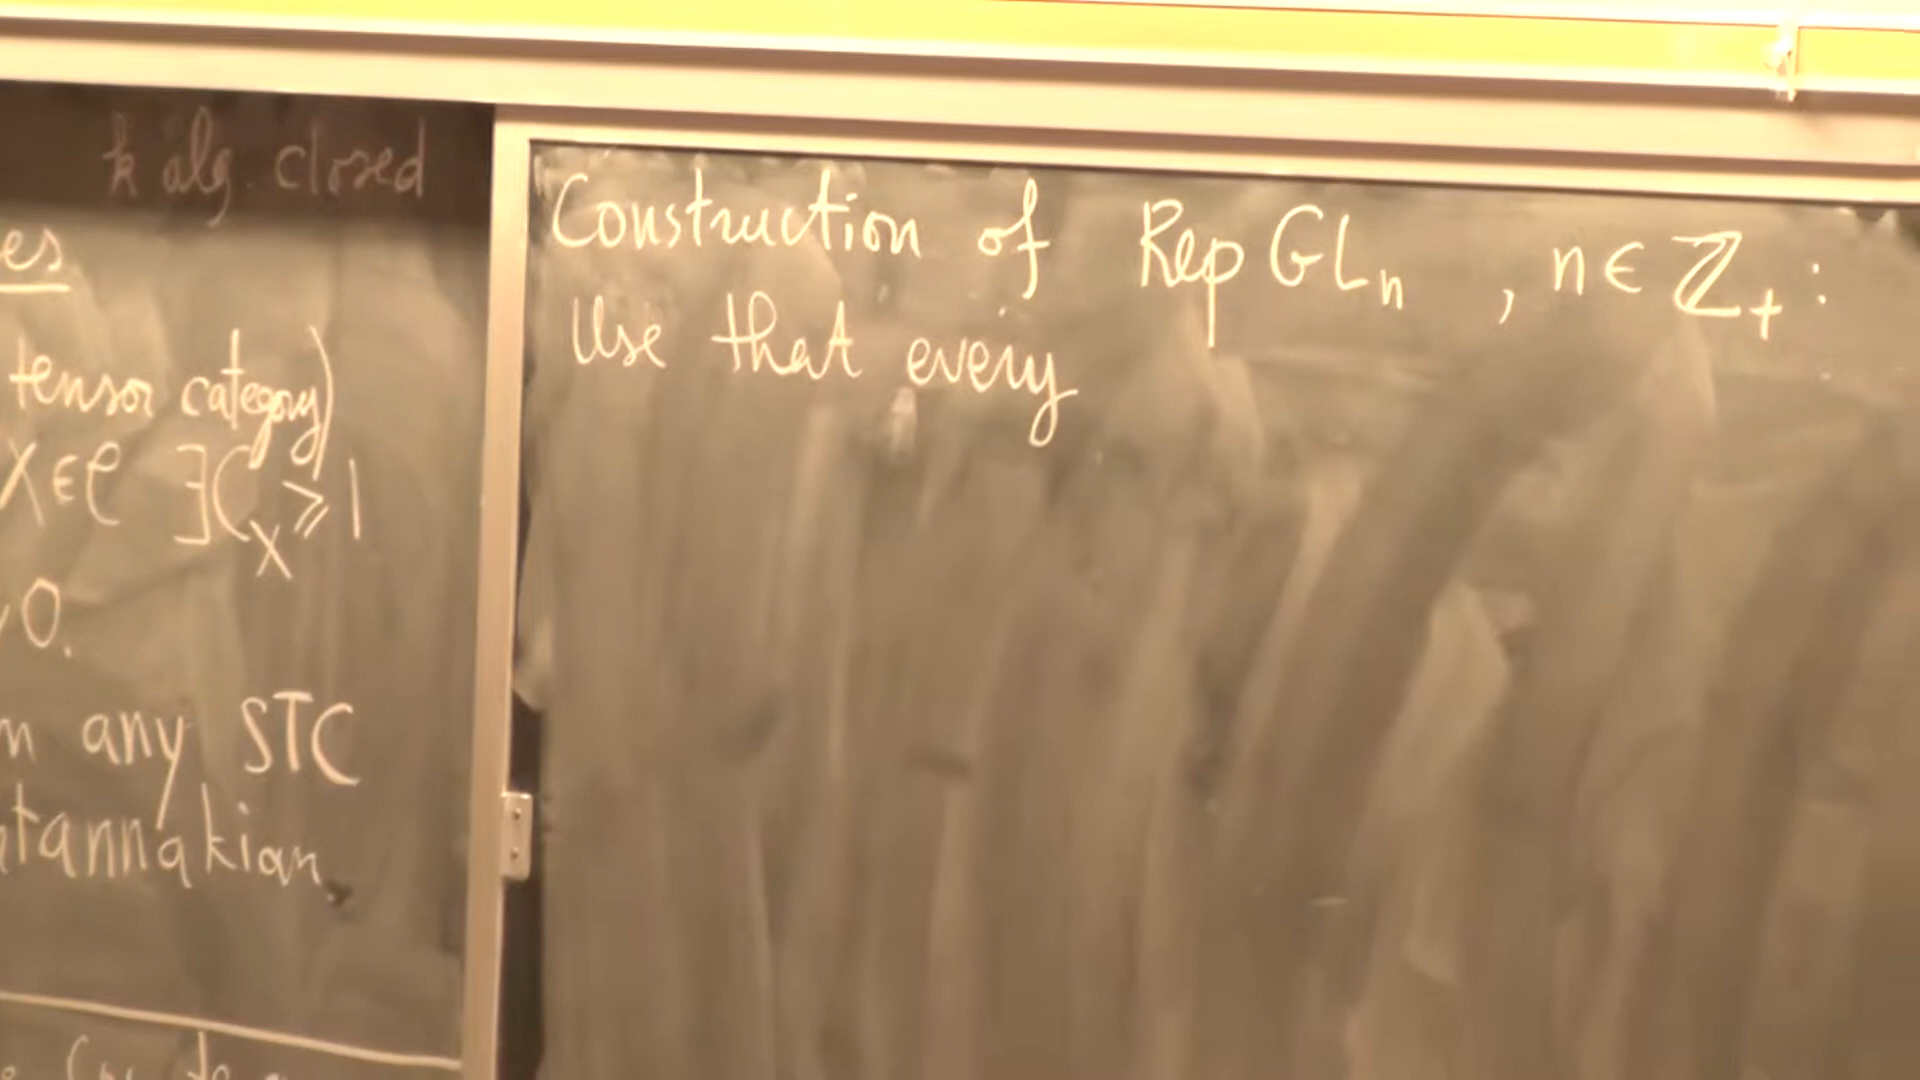 k alg. closed
es
tensor category)
X∈C ∃C_X ≥ 1
0.
any STC
tannakian.
Construction of Rep GL_n , n ∈ ℤ_+ :
Use that every